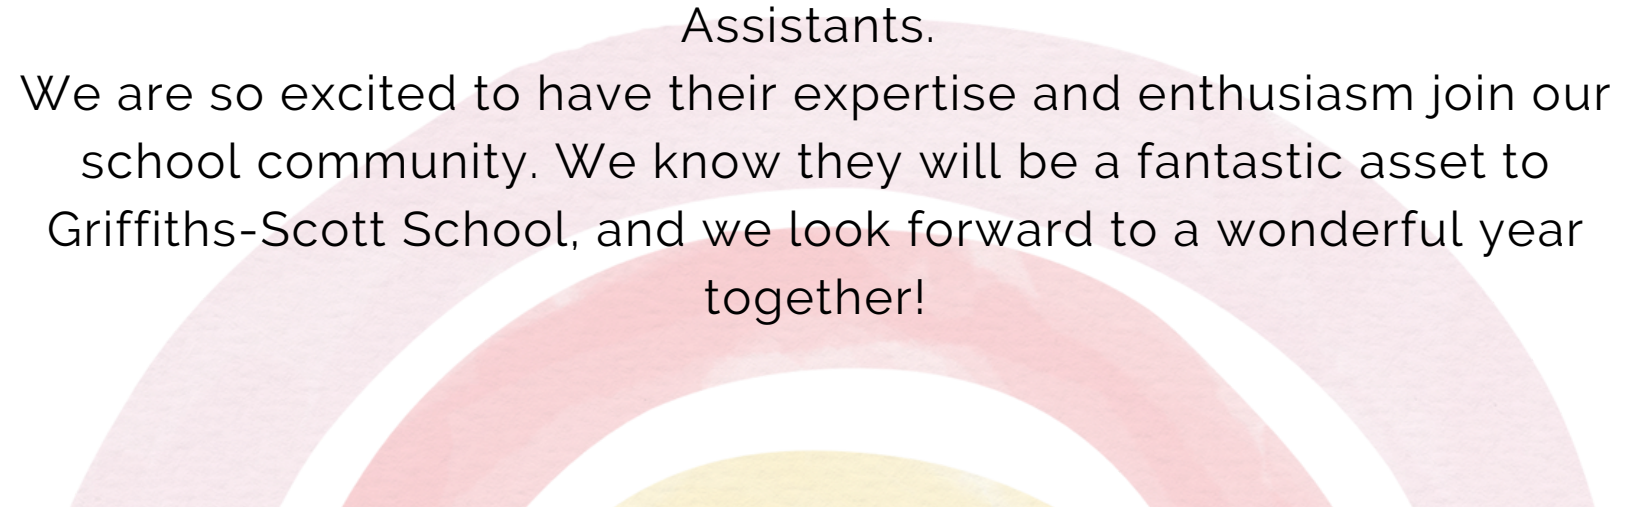 Assistants.
We are so excited to have their expertise and enthusiasm join our
school community. We know they will be a fantastic asset to
Griffiths-Scott School, and we look forward to a wonderful year
together!